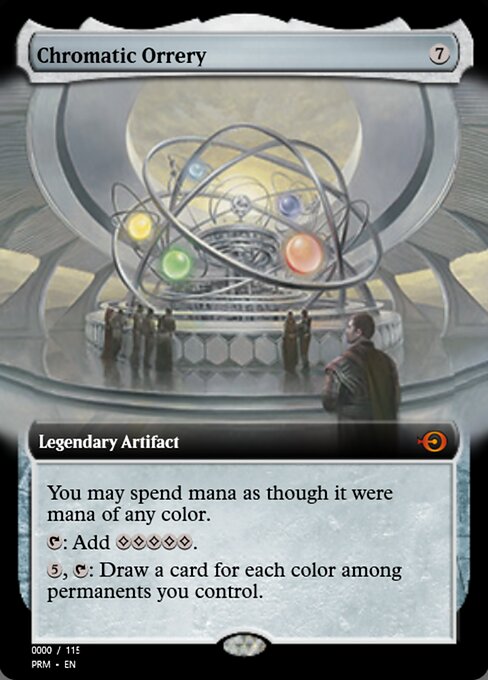 Chromatic Orrery 7
Legendary Artifact
You may spend mana as though it were
mana of any color.
: Add .
5, : Draw a card for each color among
permanents you control.
0000 / 115
PRM • EN